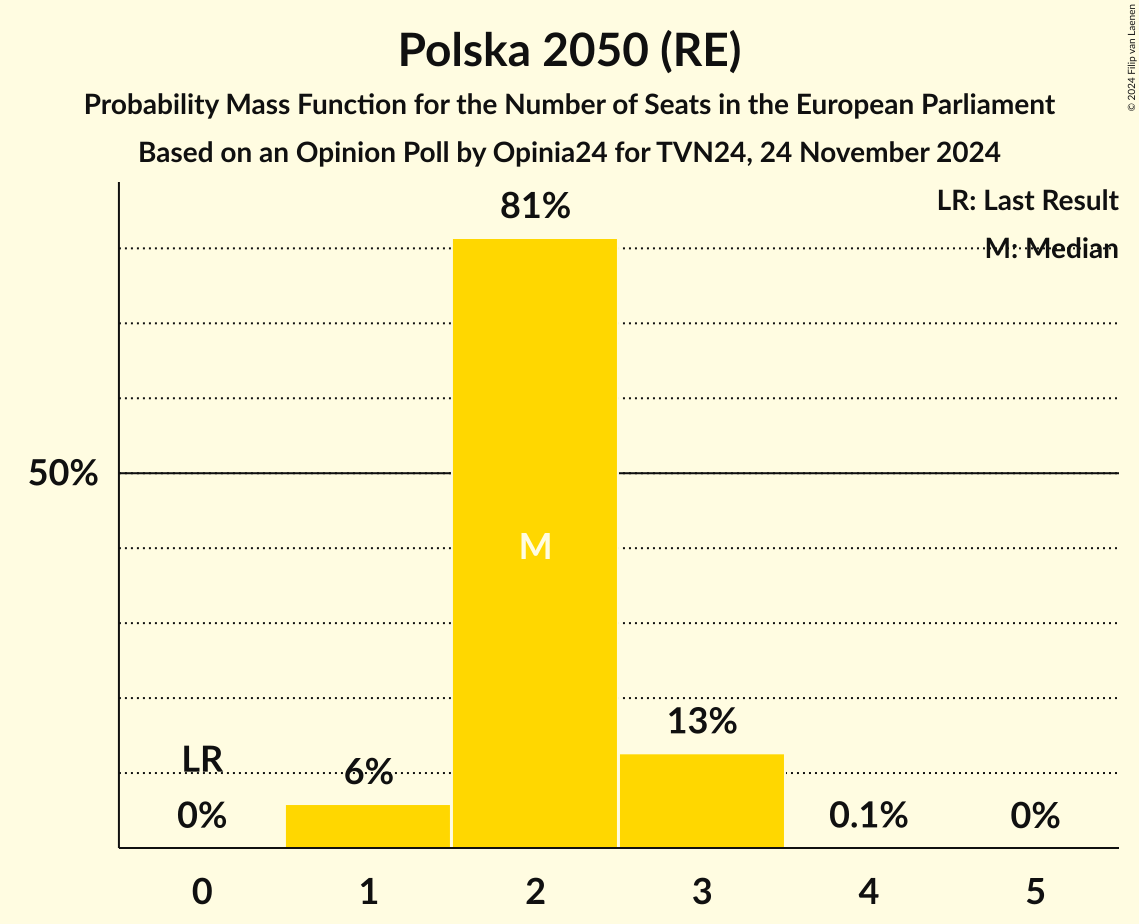 Polska 2050 (RE)
Probability Mass Function for the Number of Seats in the European Parliament
Based on an Opinion Poll by Opinia24 for TVN24, 24 November 2024
© 2024 Filip van Laenen
LR: Last Result
M: Median
81%
50%
M
13%
LR
6%
0%
0.1%
0%
0 1 2 3 4 5